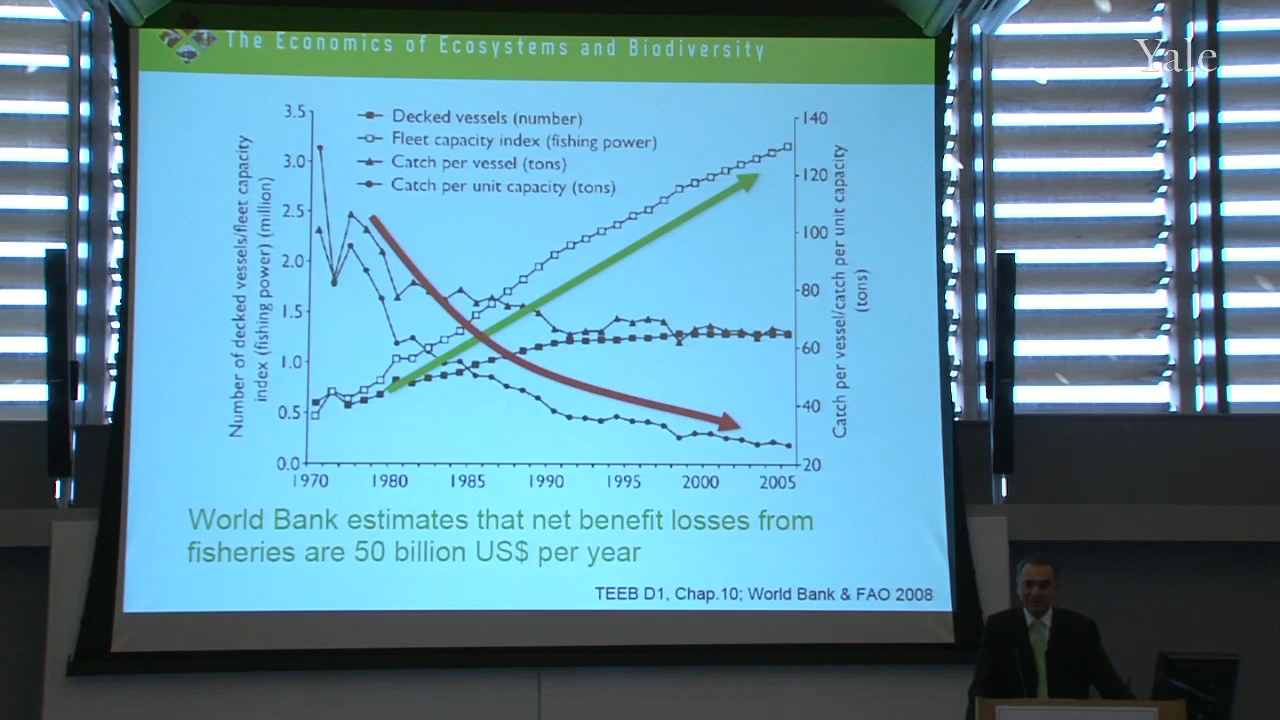 The Economics of Ecosystems and Biodiversity
Yale
Decked vessels (number)
Fleet capacity index (fishing power)
Catch per vessel (tons)
Catch per unit capacity (tons)
Number of decked vessels/fleet capacity
index (fishing power) (million)
3.5
3.0
2.5
2.0
1.5
1.0
0.5
0.0
140
120
100
80
60
40
20
Catch per vessel/catch per unit capacity
(tons)
1970 1980 1985 1990 1995 2000 2005
World Bank estimates that net benefit losses from
fisheries are 50 billion US$ per year
TEEB D1, Chap.10; World Bank & FAO 2008